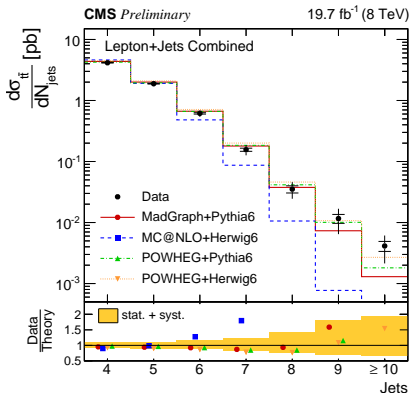 CMS Preliminary 19.7 fb⁻¹ (8 TeV)
Lepton+Jets Combined
dσ_tt̄ / dN_jets [pb]
10
1
10⁻¹
10⁻²
10⁻³
Data
MadGraph+Pythia6
MC@NLO+Herwig6
POWHEG+Pythia6
POWHEG+Herwig6
Data / Theory
stat. + syst.
2
1.5
1
0.5
4 5 6 7 8 9 ≥ 10
Jets